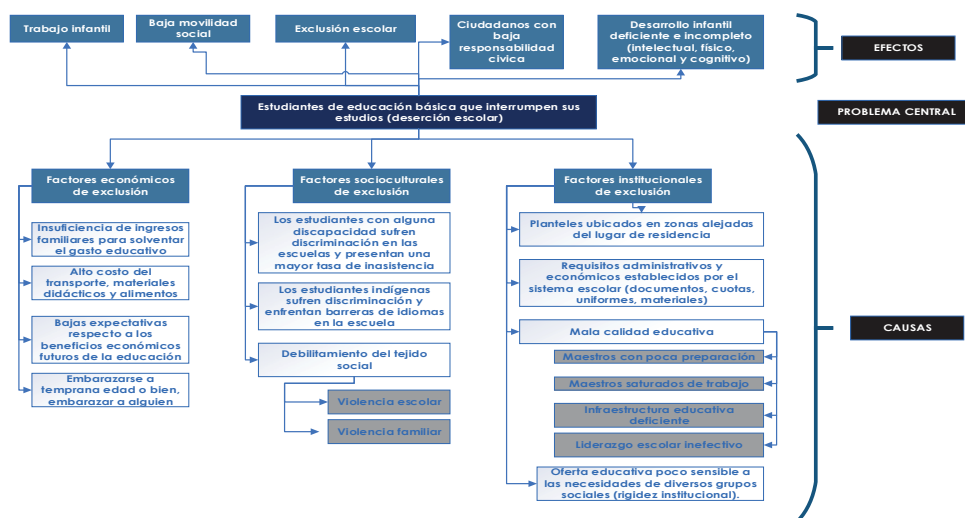 Trabajo infantil
Baja movilidad
social
Exclusión escolar
Ciudadanos con
baja
responsabilidad
civica
Desarrollo infantil
deficiente e incompleto
(intelectual, físico,
emocional y cognitivo)
EFECTOS
Estudiantes de educación básica que interrumpen sus
estudios (deserción escolar)
PROBLEMA CENTRAL
Factores económicos
de exclusión
Insuficiencia de ingresos
familiares para solventar
el gasto educativo
Alto costo del
transporte, materiales
didácticos y alimentos
Bajas expectativas
respecto a los
beneficios económicos
futuros de la educación
Embarazarse a
temprana edad o bien,
embarazar a alguien
Factores socioculturales
de exclusión
Los estudiantes con alguna
discapacidad sufren
discriminación en las
escuelas y presentan una
mayor tasa de inasistencia
Los estudiantes indígenas
sufren discriminación y
enfrentan barreras de idiomas
en la escuela
Debilitamiento del tejido
social
Violencia escolar
Violencia familiar
Factores institucionales
de exclusión
Planteles ubicados en zonas alejadas
del lugar de residencia
Requisitos administrativos y
económicos establecidos por el
sistema escolar (documentos, cuotas,
uniformes, materiales)
Mala calidad educativa
Maestros con poca preparación
Maestros saturados de trabajo
Infraestructura educativa
deficiente
Liderazgo escolar inefectivo
Oferta educativa poco sensible a
las necesidades de diversos grupos
sociales (rigidez institucional).
CAUSAS